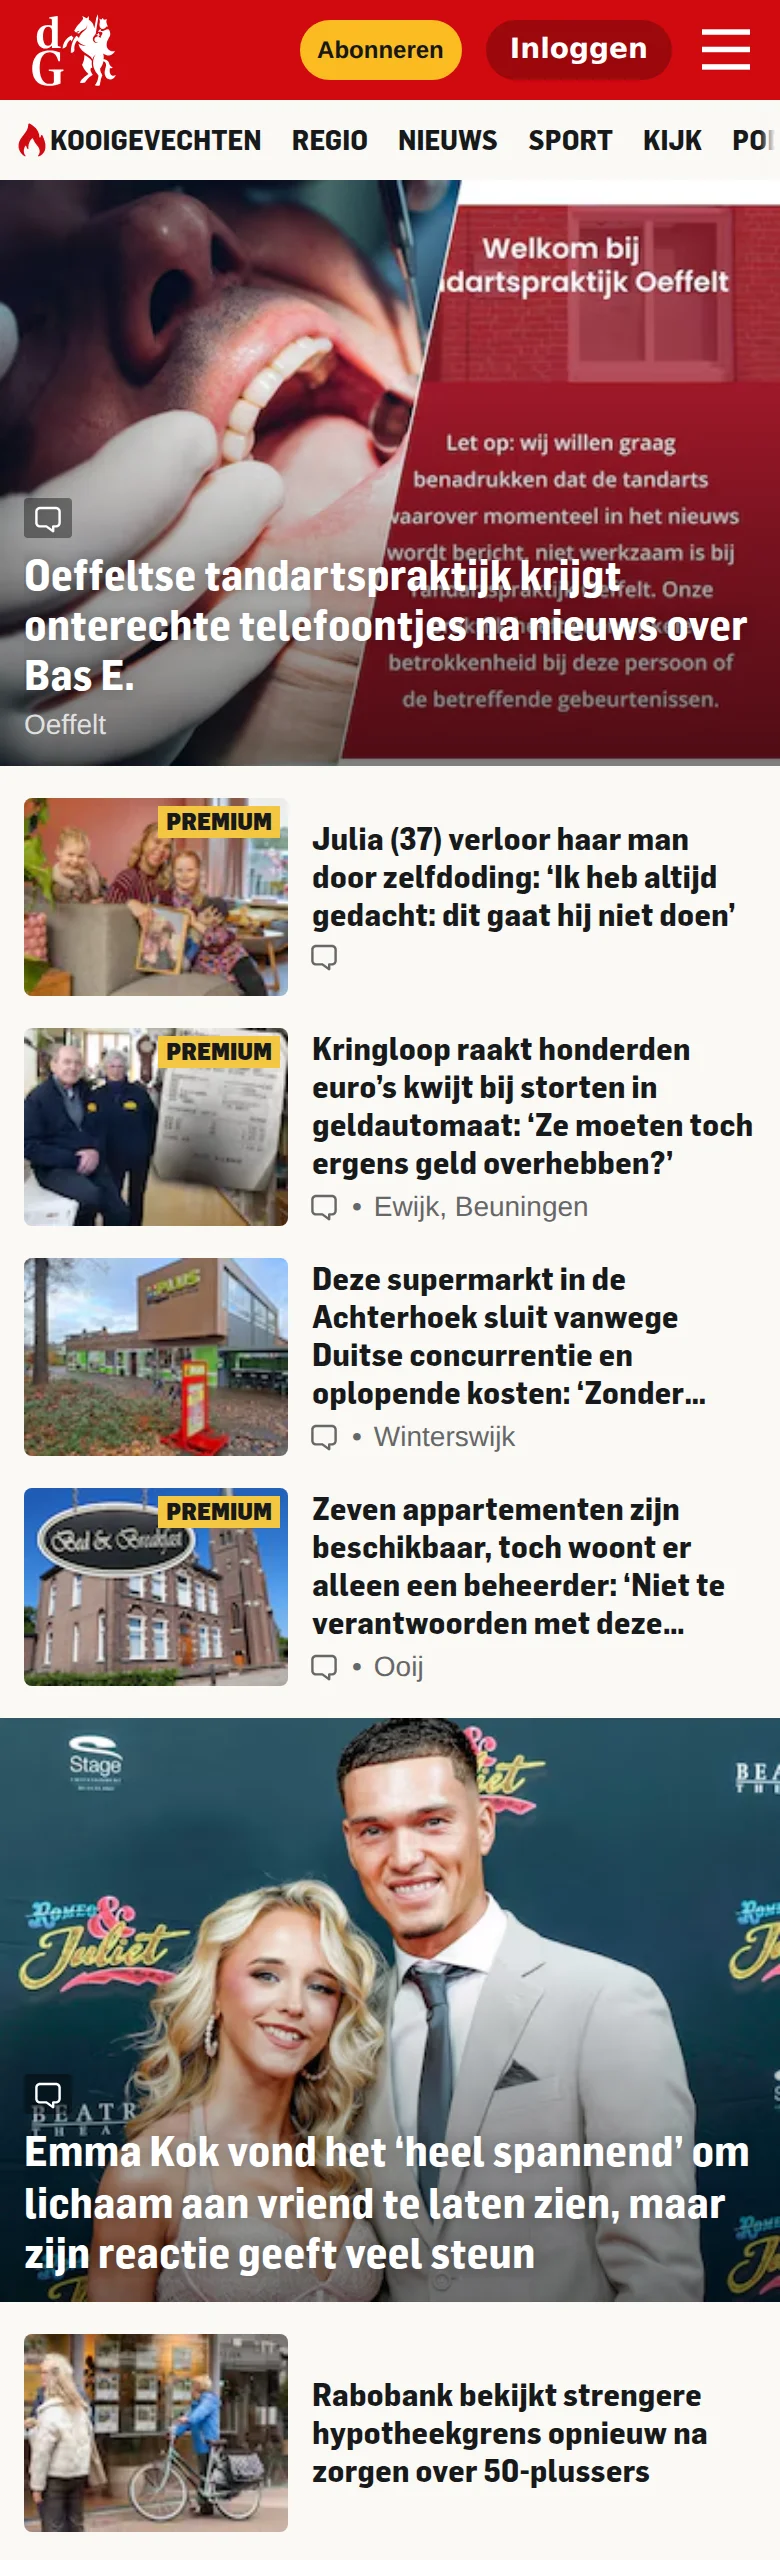 dG
Abonneren
Inloggen
KOOIGEVECHTEN REGIO NIEUWS SPORT KIJK
Welkom bij
dartspraktijk Oeffelt
Let op: wij willen graag
benadrukken dat de tandarts
waarover momenteel in het nieuws
wordt bericht, niet werkzaam is bij
betrokkenheid bij deze persoon of
de betreffende gebeurtenissen.
Oeffeltse tandartspraktijk krijgt
onterechte telefoontjes na nieuws over
Bas E.
Oeffelt
PREMIUM
Julia (37) verloor haar man
door zelfdoding: ‘Ik heb altijd
gedacht: dit gaat hij niet doen’
PREMIUM
Kringloop raakt honderden
euro’s kwijt bij storten in
geldautomaat: ‘Ze moeten toch
ergens geld overhebben?’
• Ewijk, Beuningen
PLUS
Deze supermarkt in de
Achterhoek sluit vanwege
Duitse concurrentie en
oplopende kosten: ‘Zonder...
• Winterswijk
PREMIUM
Bed & Breakfast
Zeven appartementen zijn
beschikbaar, toch woont er
alleen een beheerder: ‘Niet te
verantwoorden met deze...
• Ooij
Stage
&Juliet
BEA
Romeo
& Juliet
BEATR
Emma Kok vond het ‘heel spannend’ om
lichaam aan vriend te laten zien, maar
zijn reactie geeft veel steun
Rabobank bekijkt strengere
hypotheekgrens opnieuw na
zorgen over 50-plussers